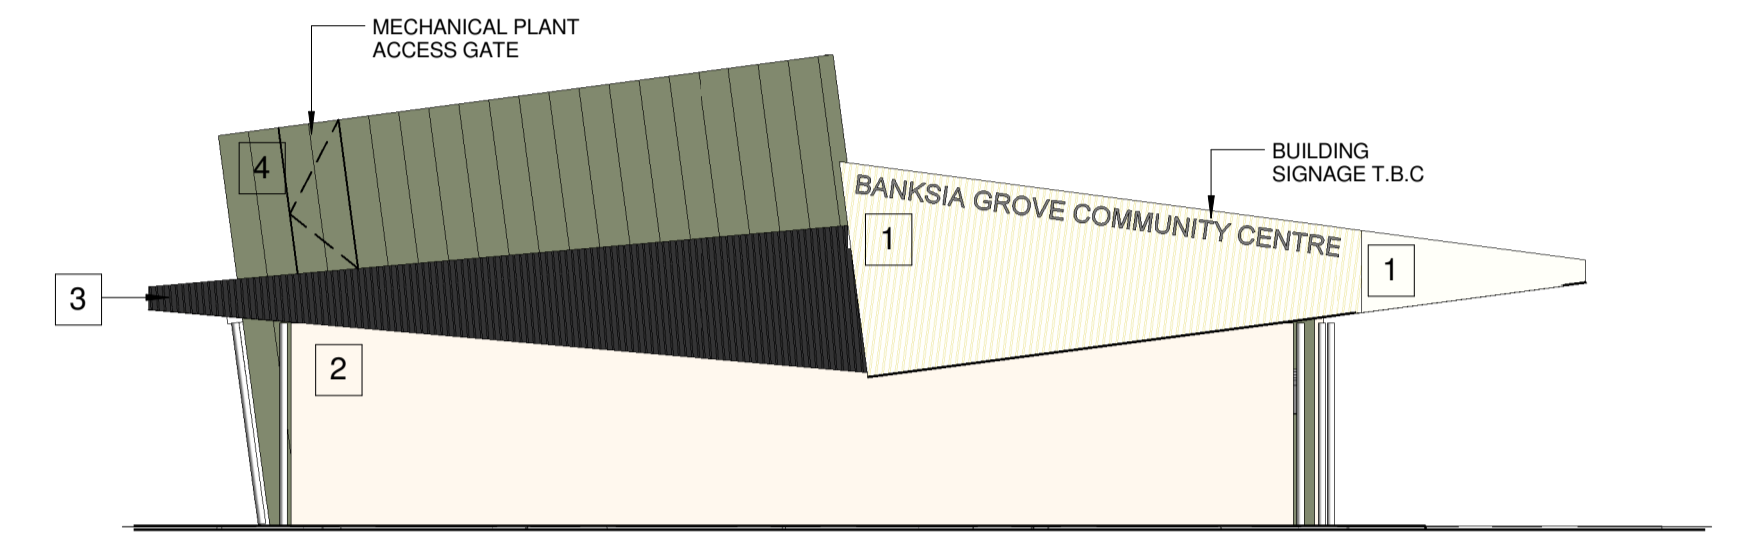 MECHANICAL PLANT
ACCESS GATE
4
BUILDING
SIGNAGE T.B.C
BANKSIA GROVE COMMUNITY CENTRE
1
1
3
2